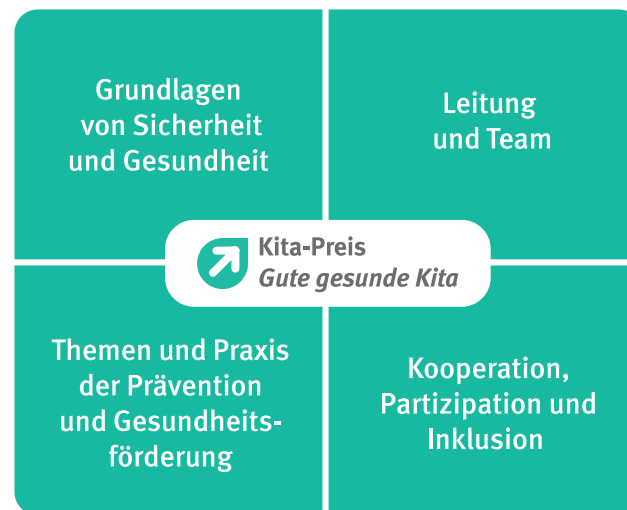 Grundlagen
von Sicherheit
und Gesundheit
Leitung
und Team
Kita-Preis
Gute gesunde Kita
Themen und Praxis
der Prävention
und Gesundheits-
förderung
Kooperation,
Partizipation und
Inklusion